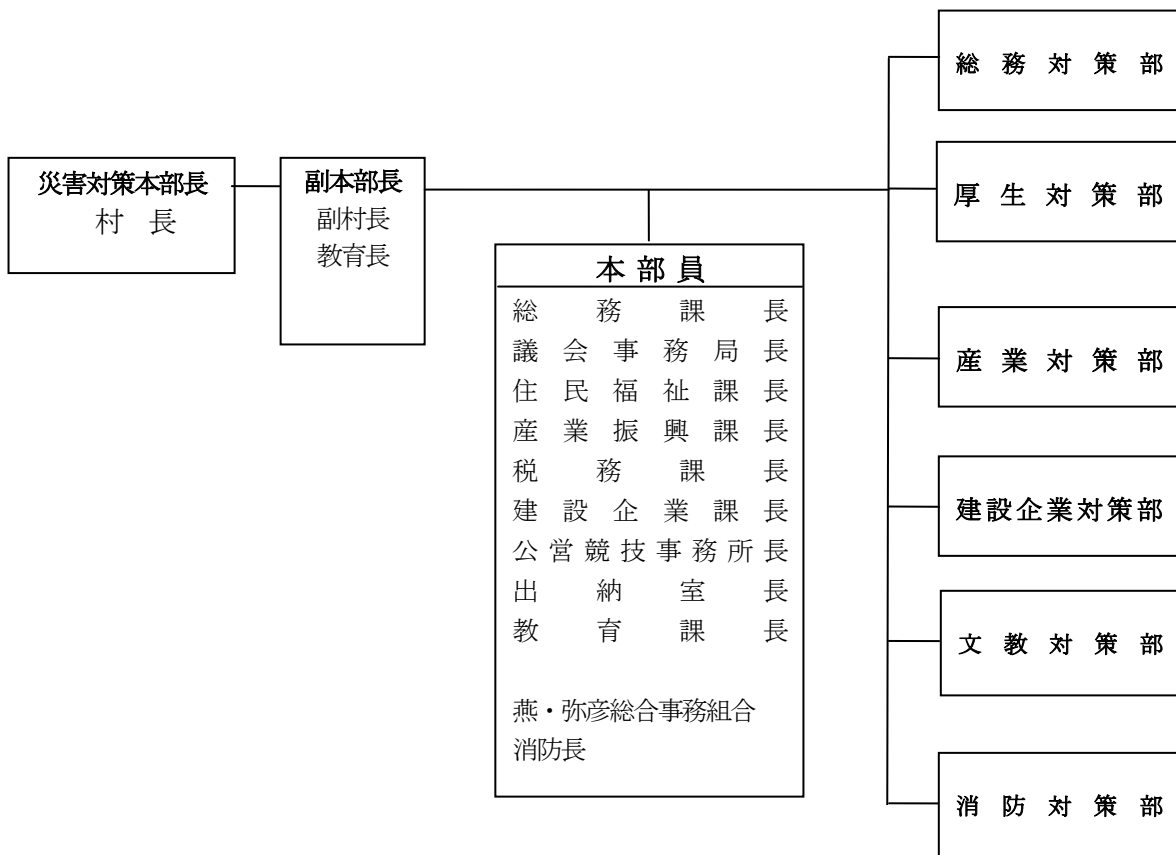 災害対策本部長
村長
副本部長
副村長
教育長
本部員
総務課長
議会事務局長
住民福祉課長
産業振興課長
税務課長
建設企業課長
公営競技事務所長
出納室長
教育課長
燕・弥彦総合事務組合
消防長
総務対策部
厚生対策部
産業対策部
建設企業対策部
文教対策部
消防対策部